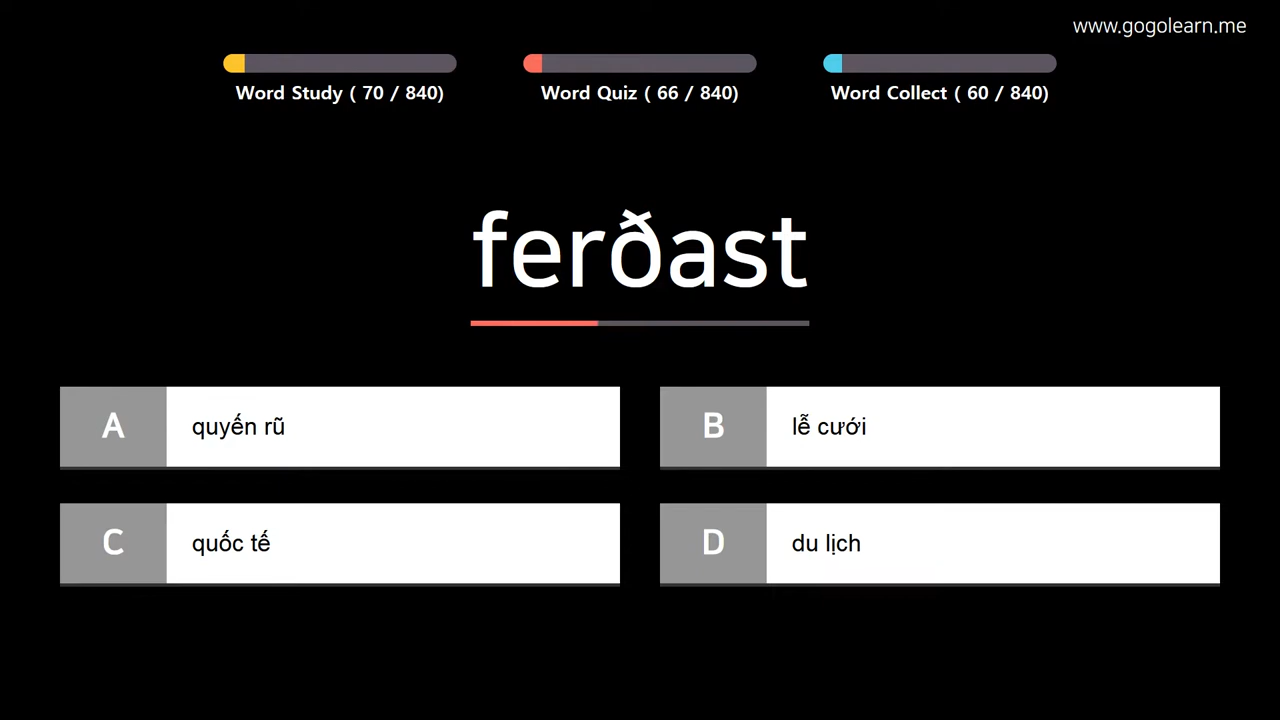 www.gogolearn.me
Word Study ( 70 / 840)
Word Quiz ( 66 / 840)
Word Collect ( 60 / 840)
ferðast
A
quyến rũ
B
lễ cưới
C
quốc tế
D
du lịch